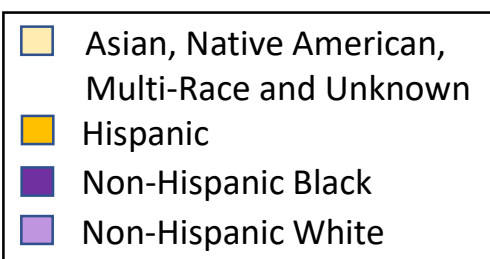 Asian, Native American,
Multi-Race and Unknown
Hispanic
Non-Hispanic Black
Non-Hispanic White